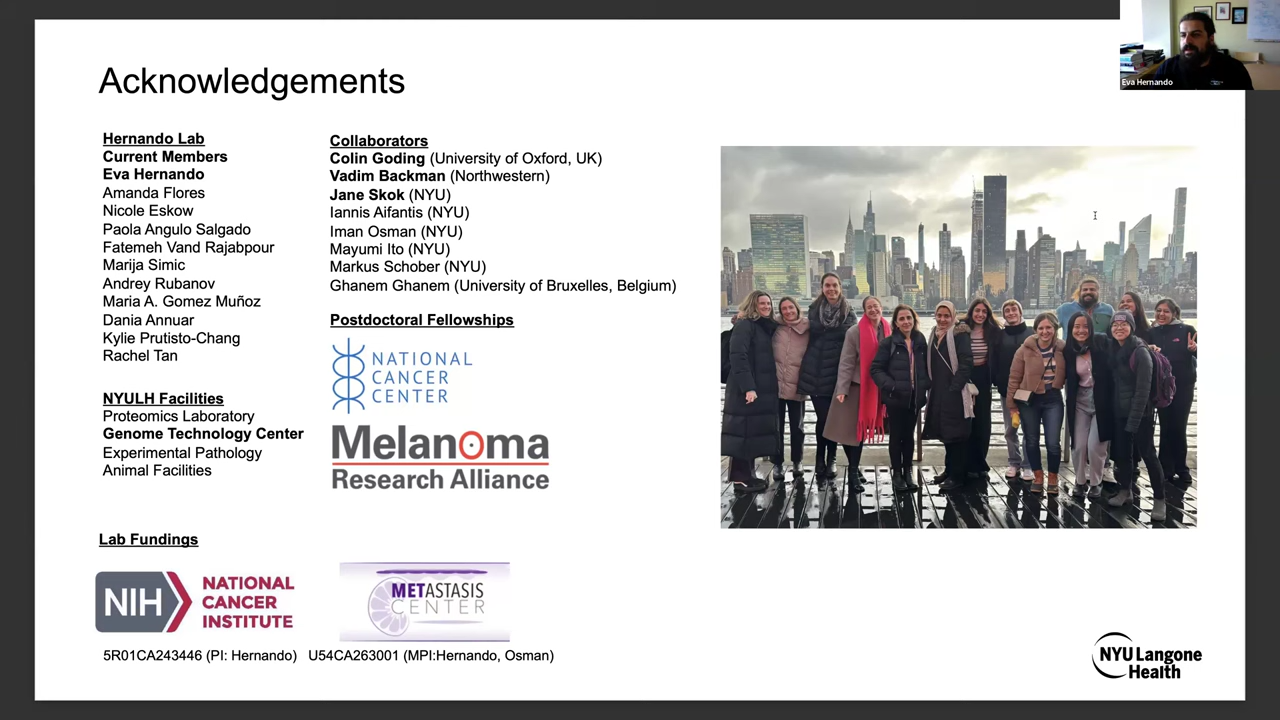 Acknowledgements
Hernando Lab
Current Members
Eva Hernando
Amanda Flores
Nicole Eskow
Paola Angulo Salgado
Fatemeh Vand Rajabpour
Marija Simic
Andrey Rubanov
Maria A. Gomez Muñoz
Dania Annuar
Kylie Prutisto-Chang
Rachel Tan
NYULH Facilities
Proteomics Laboratory
Genome Technology Center
Experimental Pathology
Animal Facilities
Collaborators
Colin Goding (University of Oxford, UK)
Vadim Backman (Northwestern)
Jane Skok (NYU)
Iannis Aifantis (NYU)
Iman Osman (NYU)
Mayumi Ito (NYU)
Markus Schober (NYU)
Ghanem Ghanem (University of Bruxelles, Belgium)
Postdoctoral Fellowships
NATIONAL
CANCER
CENTER
Melanoma
Research Alliance
Lab Fundings
NIH
NATIONAL
CANCER
INSTITUTE
METASTASIS
CENTER
5R01CA243446 (PI: Hernando)
U54CA263001 (MPI:Hernando, Osman)
Eva Hernando
NYU Langone
Health